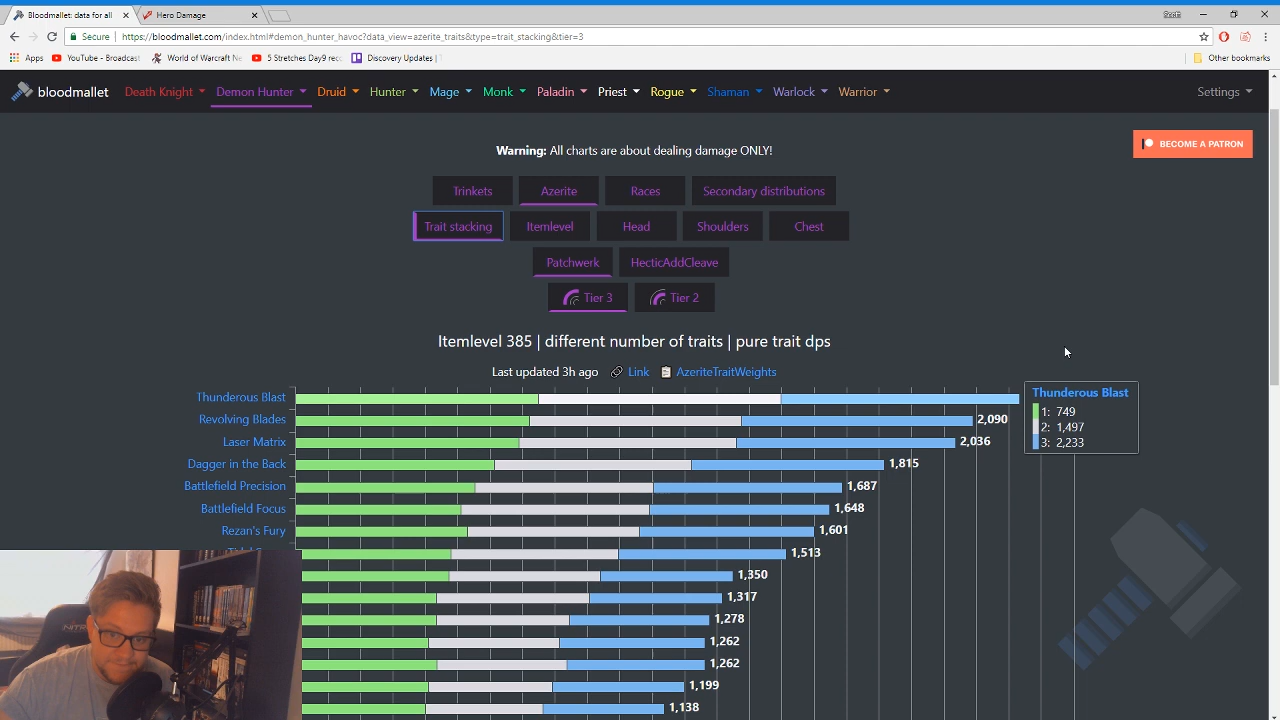 Bloodmallet: data for all
Hero Damage
Secure
https://bloodmallet.com/index.html#demon_hunter_havoc?data_view=azerite_traits&type=trait_stacking&tier=3
Apps
YouTube - Broadcast
World of Warcraft Ne
5 Stretches Day9 rec
Discovery Updates |
Other bookmarks
bloodmallet
Death Knight
Demon Hunter
Druid
Hunter
Mage
Monk
Paladin
Priest
Rogue
Shaman
Warlock
Warrior
Settings
BECOME A PATRON
Warning: All charts are about dealing damage ONLY!
Trinkets
Azerite
Races
Secondary distributions
Trait stacking
Itemlevel
Head
Shoulders
Chest
Patchwerk
HecticAddCleave
Tier 3
Tier 2
Itemlevel 385 | different number of traits | pure trait dps
Last updated 3h ago Link AzeriteTraitWeights
Thunderous Blast
Thunderous Blast
1: 749
2: 1,497
3: 2,233
Revolving Blades 2,090
Laser Matrix 2,036
Dagger in the Back 1,815
Battlefield Precision 1,687
Battlefield Focus 1,648
Rezan's Fury 1,601
1,513
1,350
1,317
1,278
1,262
1,262
1,199
1,138